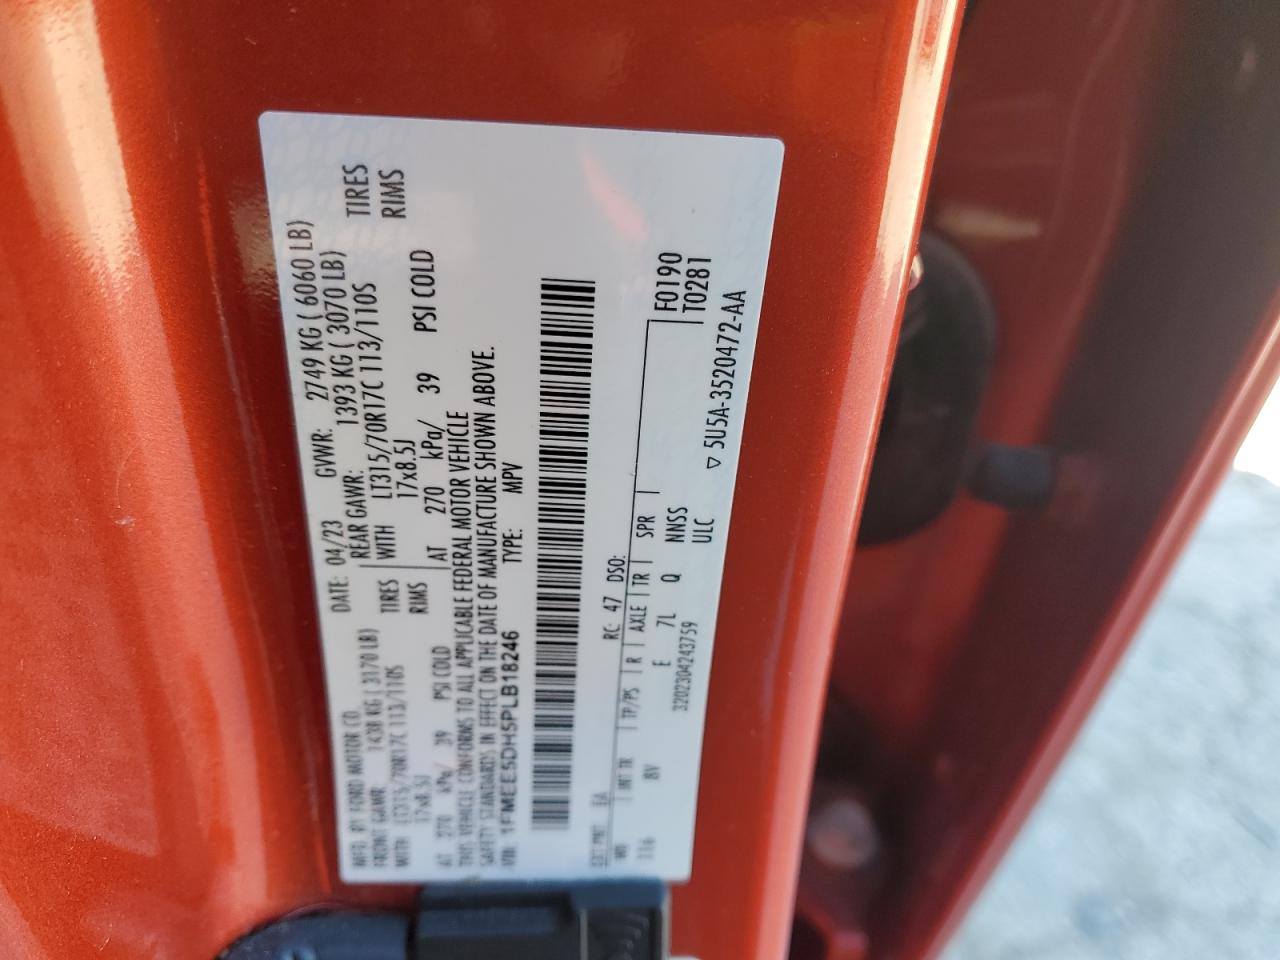 MFD. BY FORD MOTOR CO. DATE: 04/23 GVWR: 2749 KG ( 6060 LB)
FRONT GAWR: 1438 KG ( 3170 LB) REAR GAWR: 1393 KG ( 3070 LB)
WITH LT315/70R17C 113/110S TIRES WITH LT315/70R17C 113/110S TIRES
17x8.5J RIMS 17x8.5J RIMS
AT 270 kPa/ 39 PSI COLD AT 270 kPa/ 39 PSI COLD
THIS VEHICLE CONFORMS TO ALL APPLICABLE FEDERAL MOTOR VEHICLE
SAFETY STANDARDS IN EFFECT ON THE DATE OF MANUFACTURE SHOWN ABOVE.
VIN: 1FMEE5DH5PLB18246 TYPE: MPV
EXT PNT: EA RC: 47 DSO:
WB INT TR TP/PS R AXLE TR SPR F0190
116 8V E 7L Q NNSS T0281
3202304243759 ULC
▽ 5U5A-3520472-AA